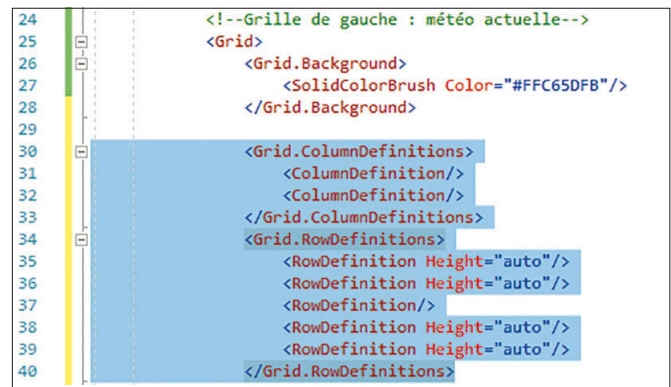 24 <!--Grille de gauche : météo actuelle-->
25 <Grid>
26 <Grid.Background>
27 <SolidColorBrush Color="#FFC65DFB"/>
28 </Grid.Background>
29
30 <Grid.ColumnDefinitions>
31 <ColumnDefinition/>
32 <ColumnDefinition/>
33 </Grid.ColumnDefinitions>
34 <Grid.RowDefinitions>
35 <RowDefinition Height="auto"/>
36 <RowDefinition Height="auto"/>
37 <RowDefinition/>
38 <RowDefinition Height="auto"/>
39 <RowDefinition Height="auto"/>
40 </Grid.RowDefinitions>